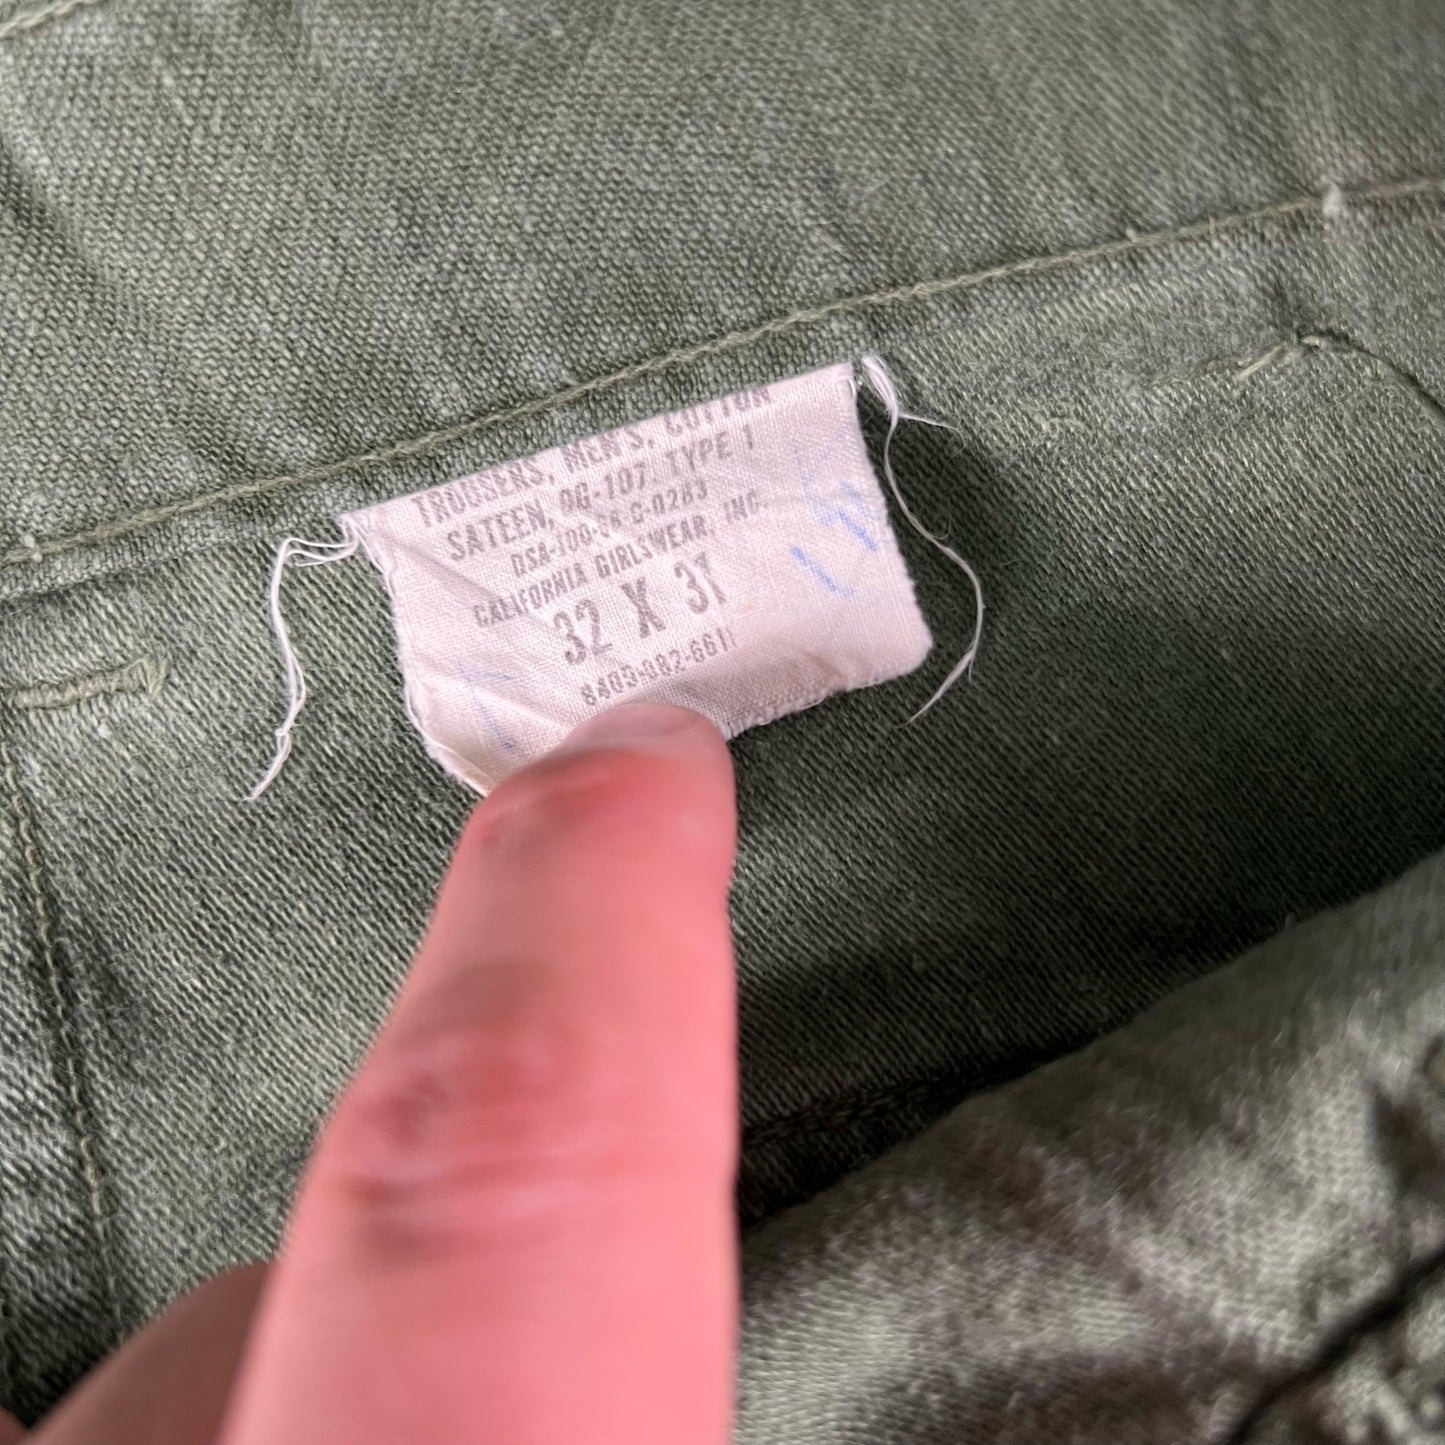 TROUSERS, MEN'S, COTTON
SATEEN, OG-107, TYPE 1
DSA-100-68-C-0283
CALIFORNIA GIRLSWEAR, INC.
32 X 31
8405-082-6611